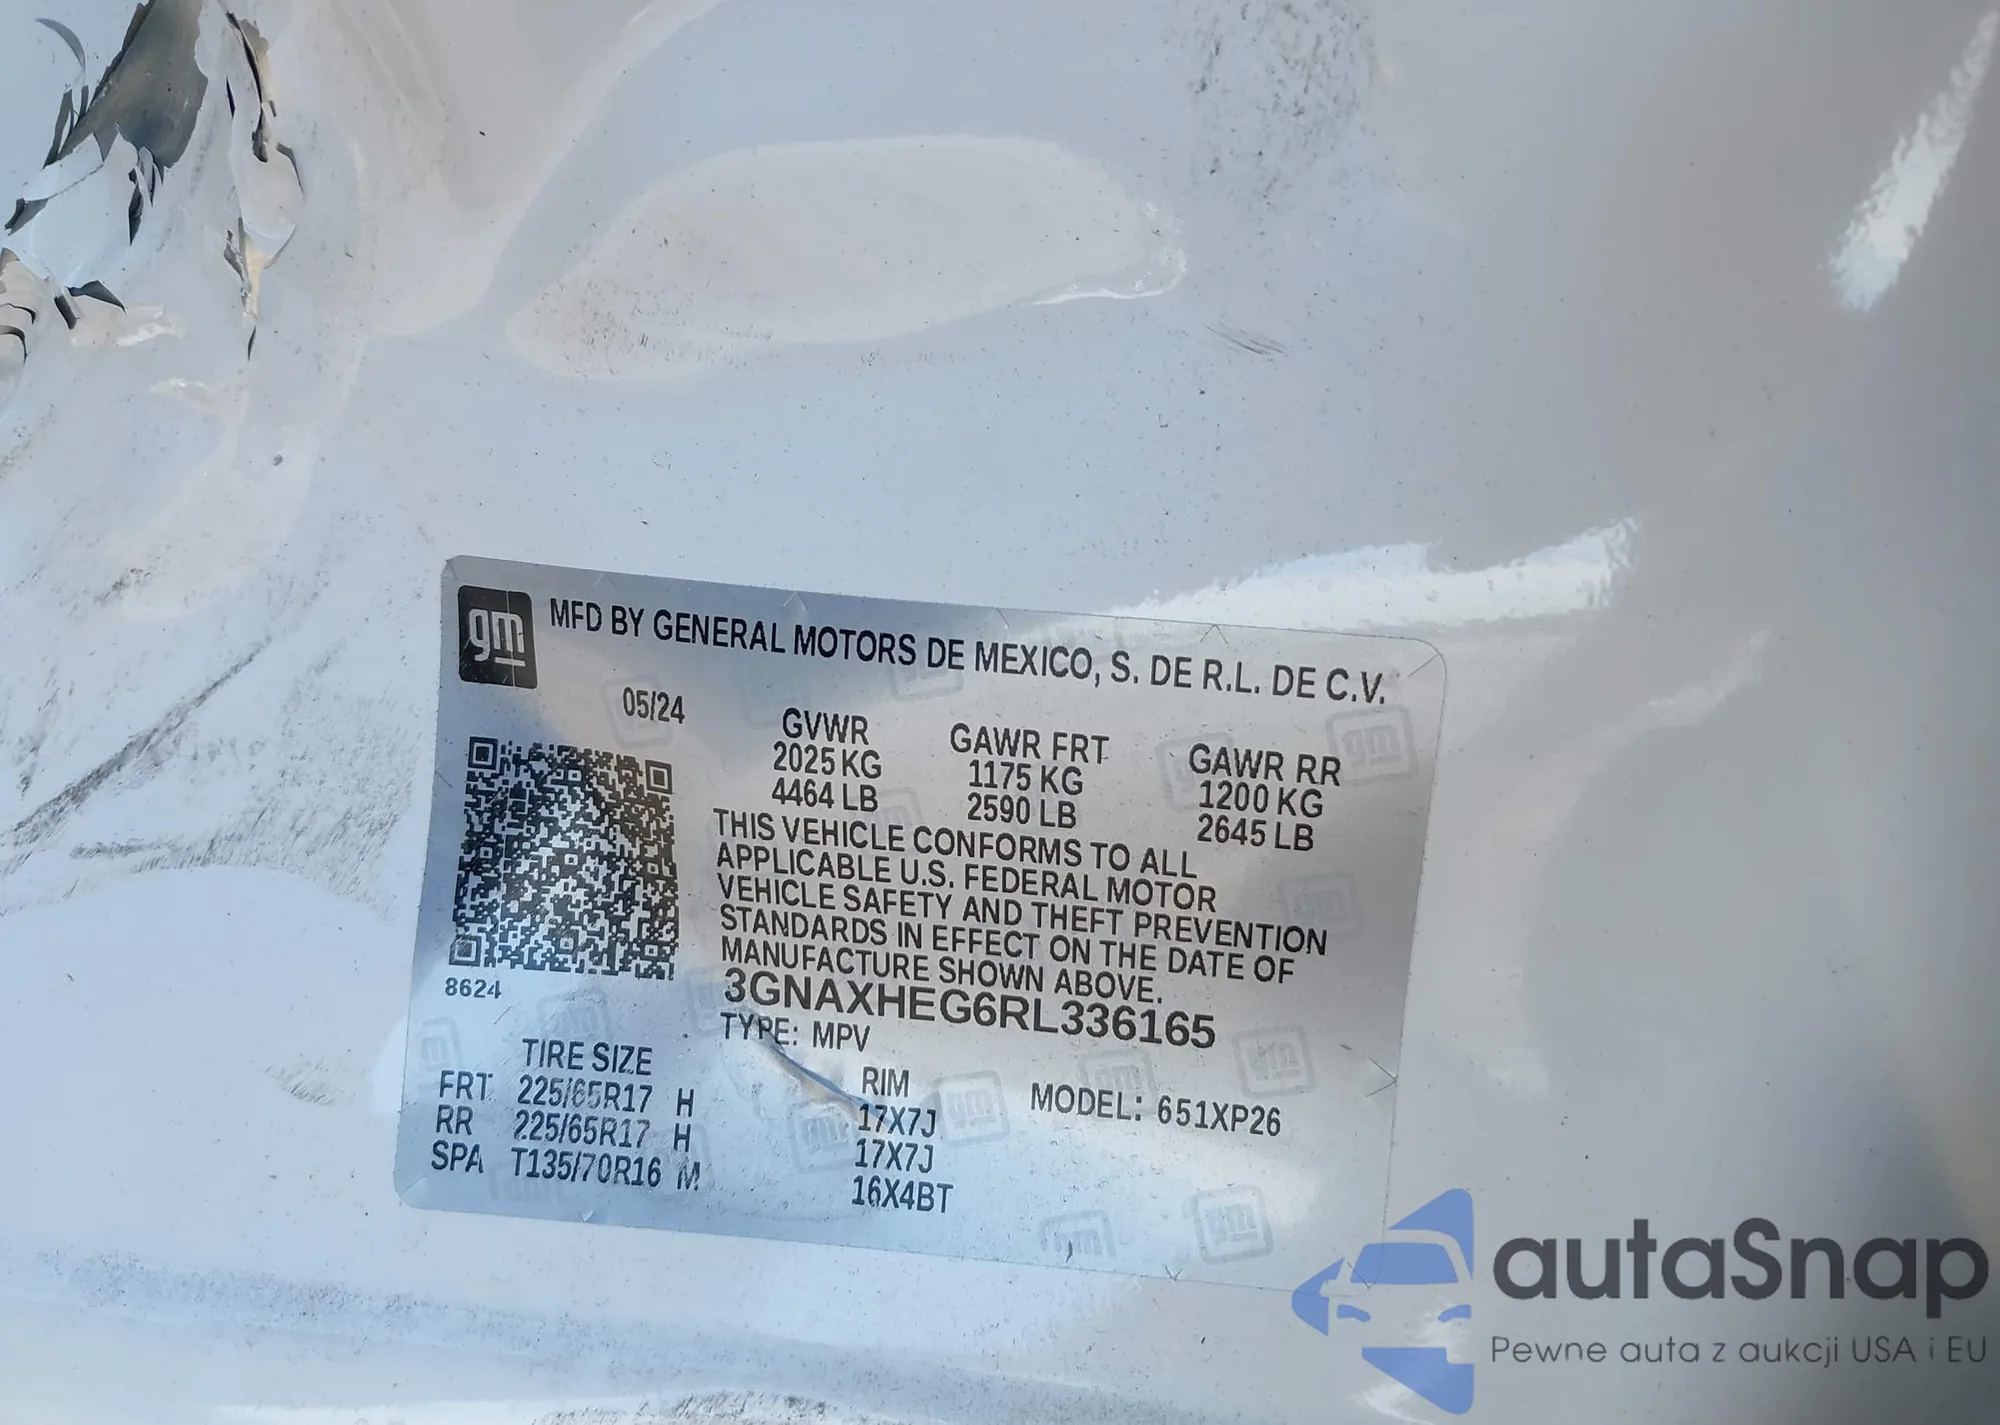 gm
MFD BY GENERAL MOTORS DE MEXICO, S. DE R.L. DE C.V.
05/24
GVWR GAWR FRT GAWR RR
2025 KG 1175 KG 1200 KG
4464 LB 2590 LB 2645 LB
THIS VEHICLE CONFORMS TO ALL
APPLICABLE U.S. FEDERAL MOTOR
VEHICLE SAFETY AND THEFT PREVENTION
STANDARDS IN EFFECT ON THE DATE OF
MANUFACTURE SHOWN ABOVE.
8624
3GNAXHEG6RL336165
TYPE: MPV
TIRE SIZE RIM MODEL: 651XP26
FRT 225/65R17 H 17X7J
RR 225/65R17 H 17X7J
SPA T135/70R16 M 16X4BT
autaSnap
Pewne auta z aukcji USA i EU